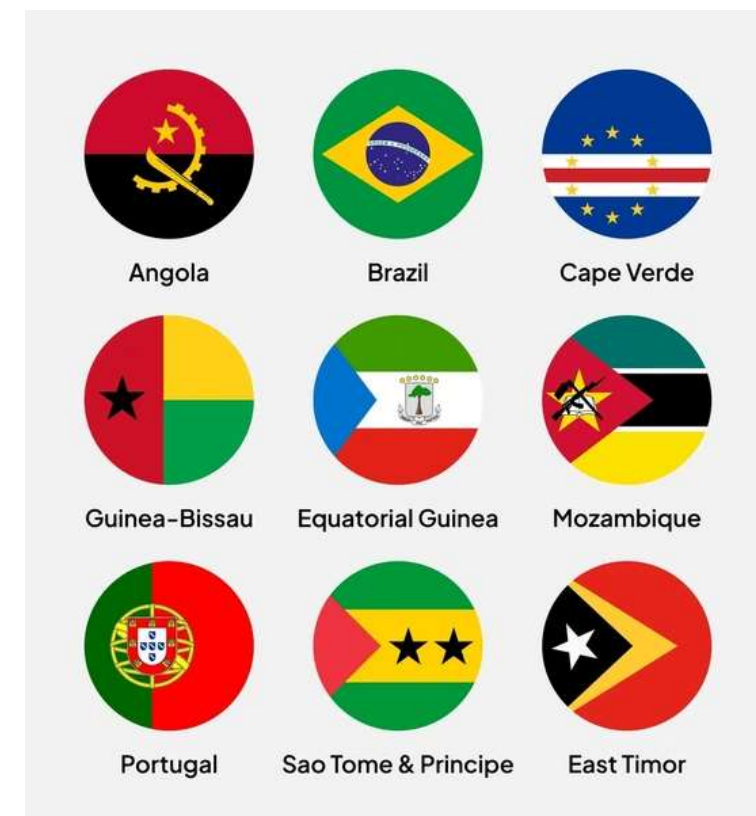 Angola
Brazil
Cape Verde
Guinea-Bissau
Equatorial Guinea
Mozambique
Portugal
Sao Tome & Principe
East Timor